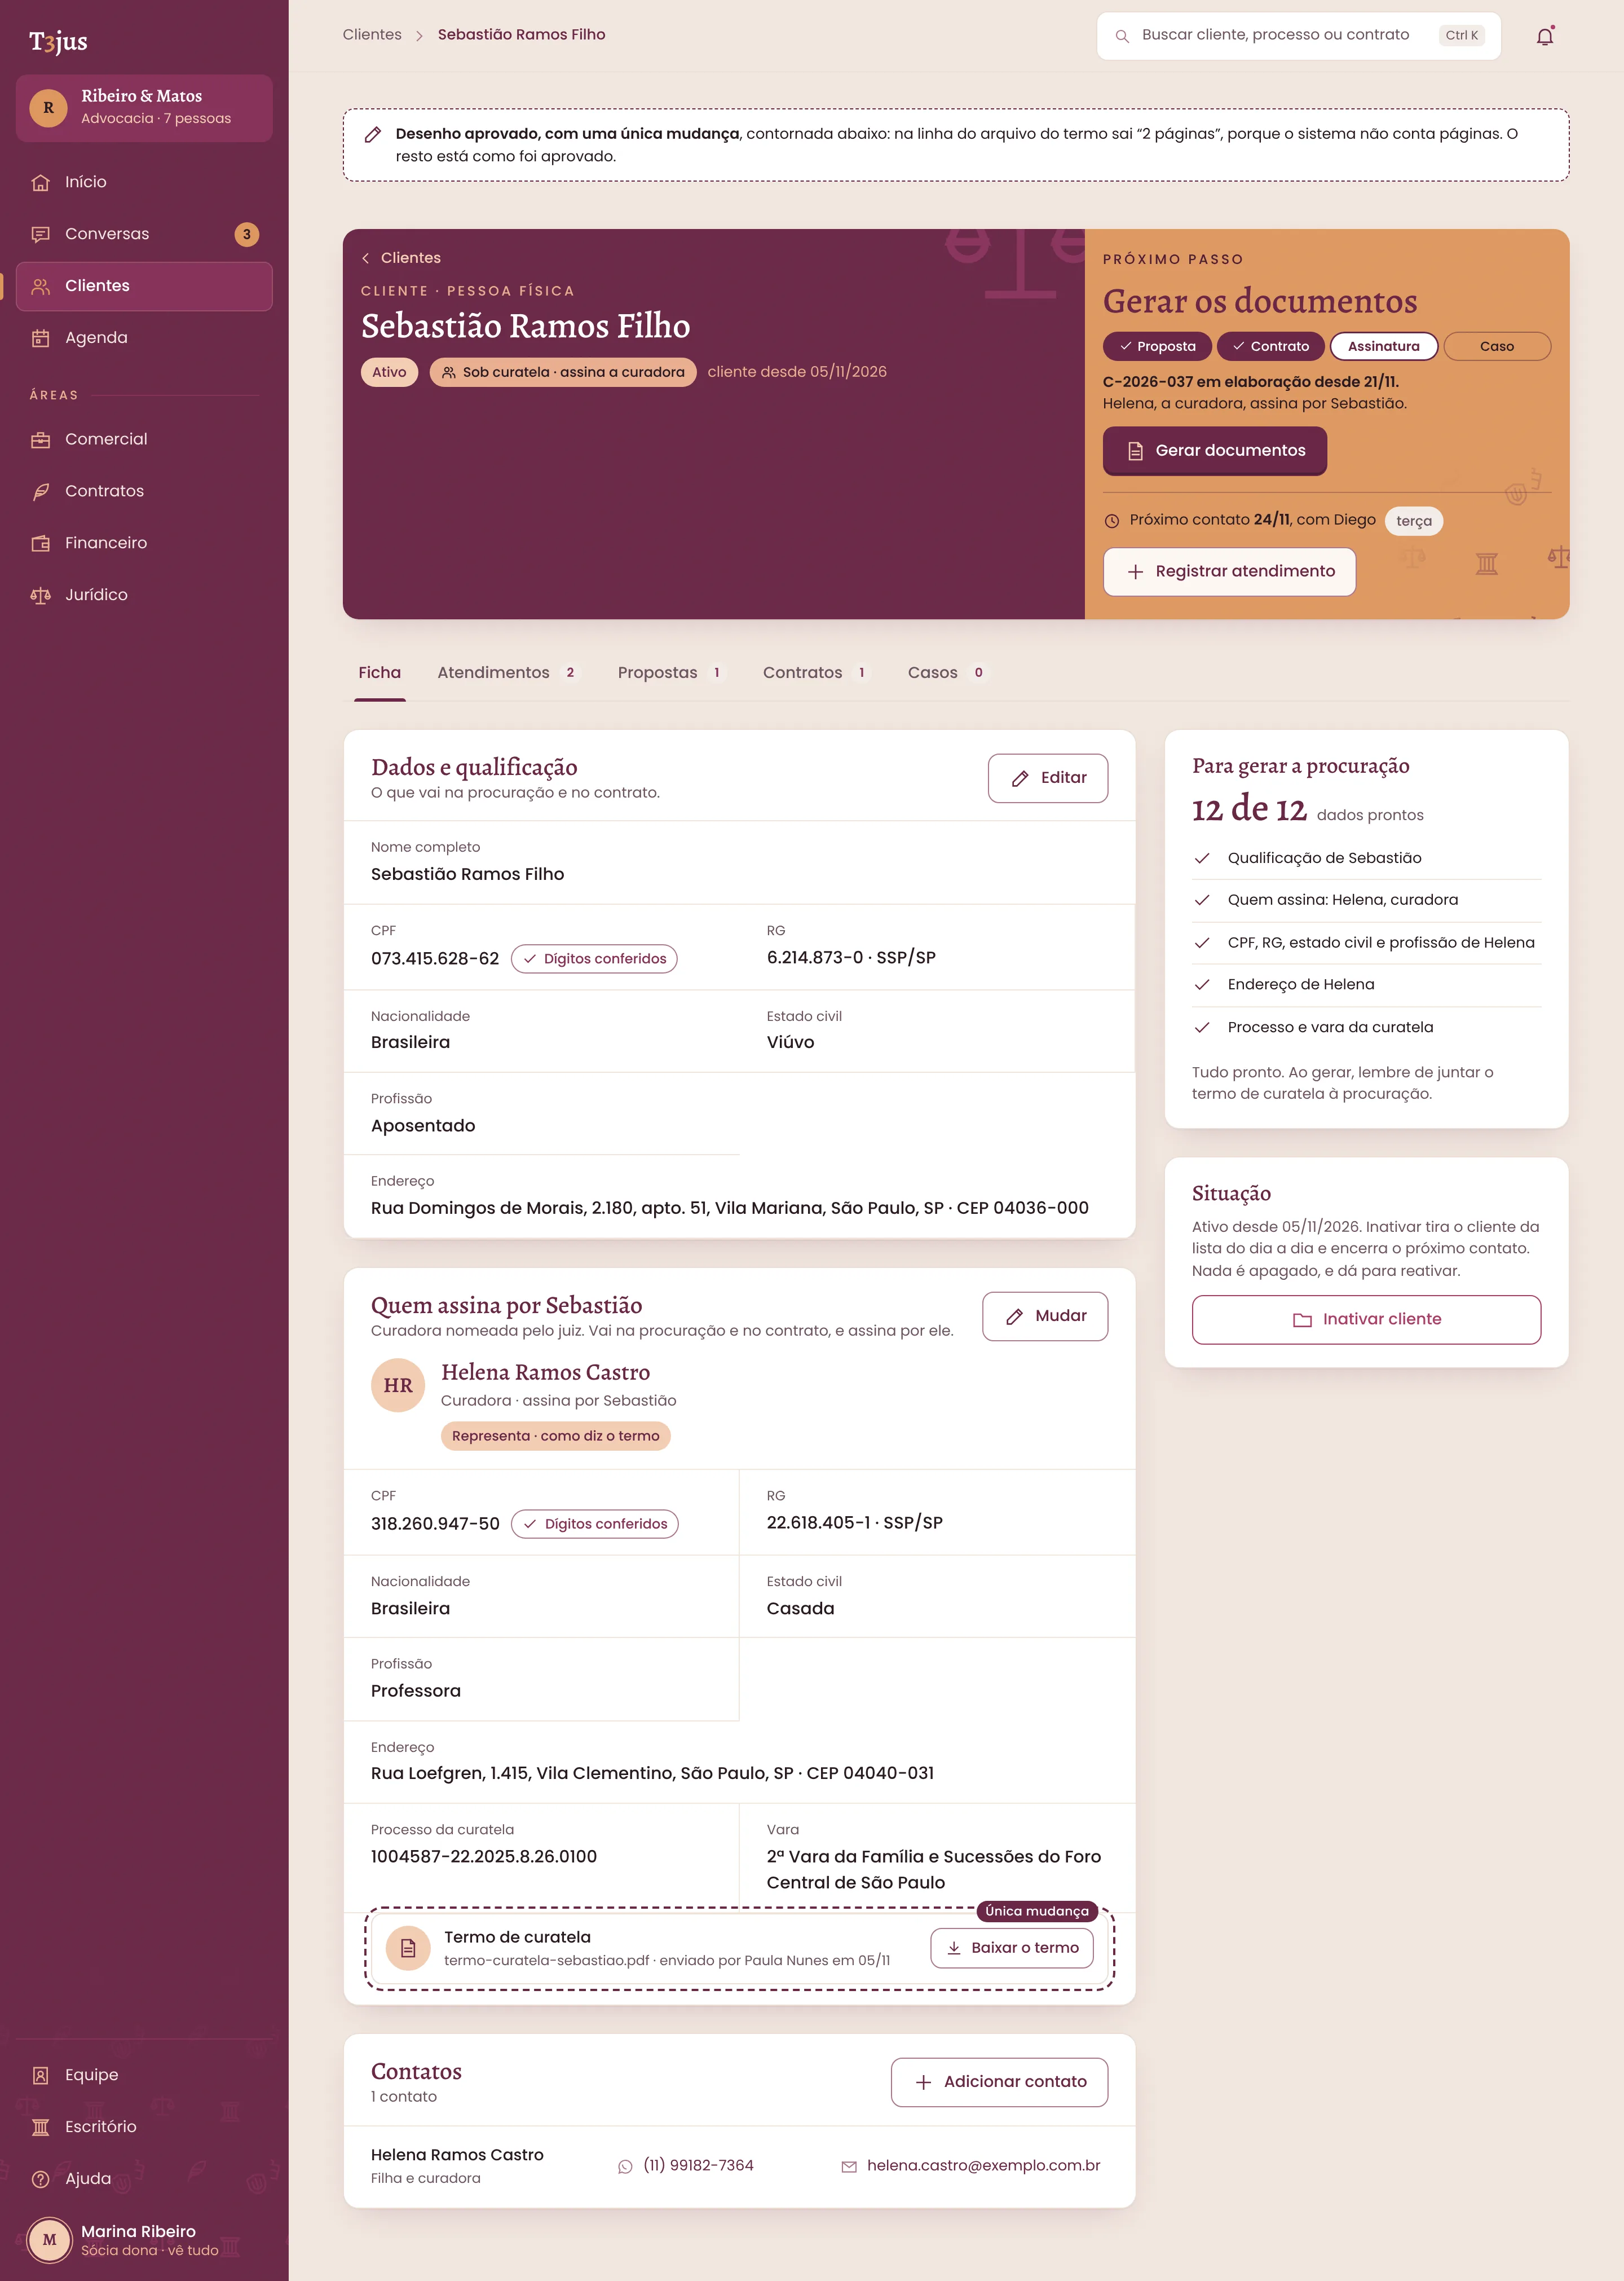 T3jus
R
Ribeiro & Matos
Advocacia · 7 pessoas
Início
Conversas
3
Clientes
Agenda
ÁREAS
Comercial
Contratos
Financeiro
Jurídico
Equipe
Escritório
Ajuda
M
Marina Ribeiro
Sócia dona · vê tudo
Clientes
Sebastião Ramos Filho
Buscar cliente, processo ou contrato
Ctrl K
Desenho aprovado, com uma única mudança, contornada abaixo: na linha do arquivo do termo sai “2 páginas”, porque o sistema não conta páginas. O
resto está como foi aprovado.
Clientes
CLIENTE · PESSOA FÍSICA
Sebastião Ramos Filho
Ativo
Sob curatela · assina a curadora
cliente desde 05/11/2026
PRÓXIMO PASSO
Gerar os documentos
Proposta
Contrato
Assinatura
Caso
C-2026-037 em elaboração desde 21/11.
Helena, a curadora, assina por Sebastião.
Gerar documentos
Próximo contato 24/11, com Diego
terça
Registrar atendimento
Ficha
Atendimentos 2
Propostas 1
Contratos 1
Casos 0
Dados e qualificação
O que vai na procuração e no contrato.
Editar
Nome completo
Sebastião Ramos Filho
CPF
073.415.628-62
Dígitos conferidos
RG
6.214.873-0 · SSP/SP
Nacionalidade
Brasileira
Estado civil
Viúvo
Profissão
Aposentado
Endereço
Rua Domingos de Morais, 2.180, apto. 51, Vila Mariana, São Paulo, SP · CEP 04036-000
Quem assina por Sebastião
Curadora nomeada pelo juiz. Vai na procuração e no contrato, e assina por ele.
Mudar
HR
Helena Ramos Castro
Curadora · assina por Sebastião
Representa · como diz o termo
CPF
318.260.947-50
Dígitos conferidos
RG
22.618.405-1 · SSP/SP
Nacionalidade
Brasileira
Estado civil
Casada
Profissão
Professora
Endereço
Rua Loefgren, 1.415, Vila Clementino, São Paulo, SP · CEP 04040-031
Processo da curatela
1004587-22.2025.8.26.0100
Vara
2ª Vara da Família e Sucessões do Foro
Central de São Paulo
Única mudança
Termo de curatela
termo-curatela-sebastiao.pdf · enviado por Paula Nunes em 05/11
Baixar o termo
Contatos
1 contato
Adicionar contato
Helena Ramos Castro
Filha e curadora
(11) 99182-7364
helena.castro@exemplo.com.br
Para gerar a procuração
12 de 12 dados prontos
Qualificação de Sebastião
Quem assina: Helena, curadora
CPF, RG, estado civil e profissão de Helena
Endereço de Helena
Processo e vara da curatela
Tudo pronto. Ao gerar, lembre de juntar o
termo de curatela à procuração.
Situação
Ativo desde 05/11/2026. Inativar tira o cliente da
lista do dia a dia e encerra o próximo contato.
Nada é apagado, e dá para reativar.
Inativar cliente